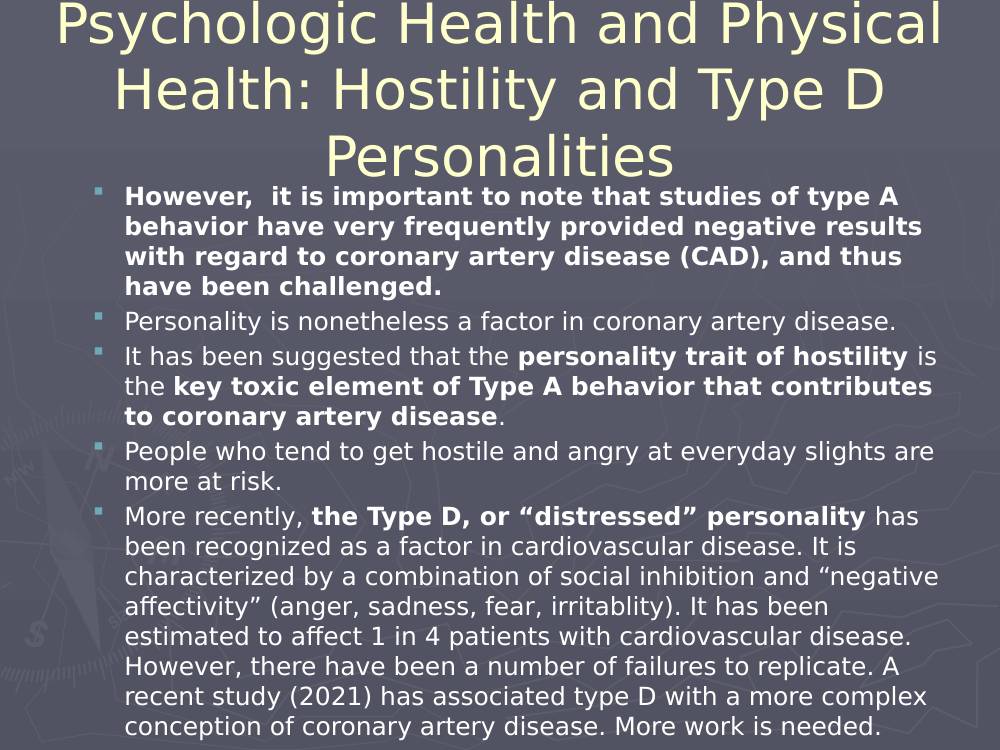 Psychologic Health and Physical
Health: Hostility and Type D
Personalities
However,  it is important to note that studies of type A
behavior have very frequently provided negative results
with regard to coronary artery disease (CAD), and thus
have been challenged.
Personality is nonetheless a factor in coronary artery disease.
It has been suggested that the personality trait of hostility is
the key toxic element of Type A behavior that contributes
to coronary artery disease.
People who tend to get hostile and angry at everyday slights are
more at risk.
More recently, the Type D, or “distressed” personality has
been recognized as a factor in cardiovascular disease. It is
characterized by a combination of social inhibition and “negative
affectivity” (anger, sadness, fear, irritablity). It has been
estimated to affect 1 in 4 patients with cardiovascular disease.
However, there have been a number of failures to replicate. A
recent study (2021) has associated type D with a more complex
conception of coronary artery disease. More work is needed.
NW
N
S